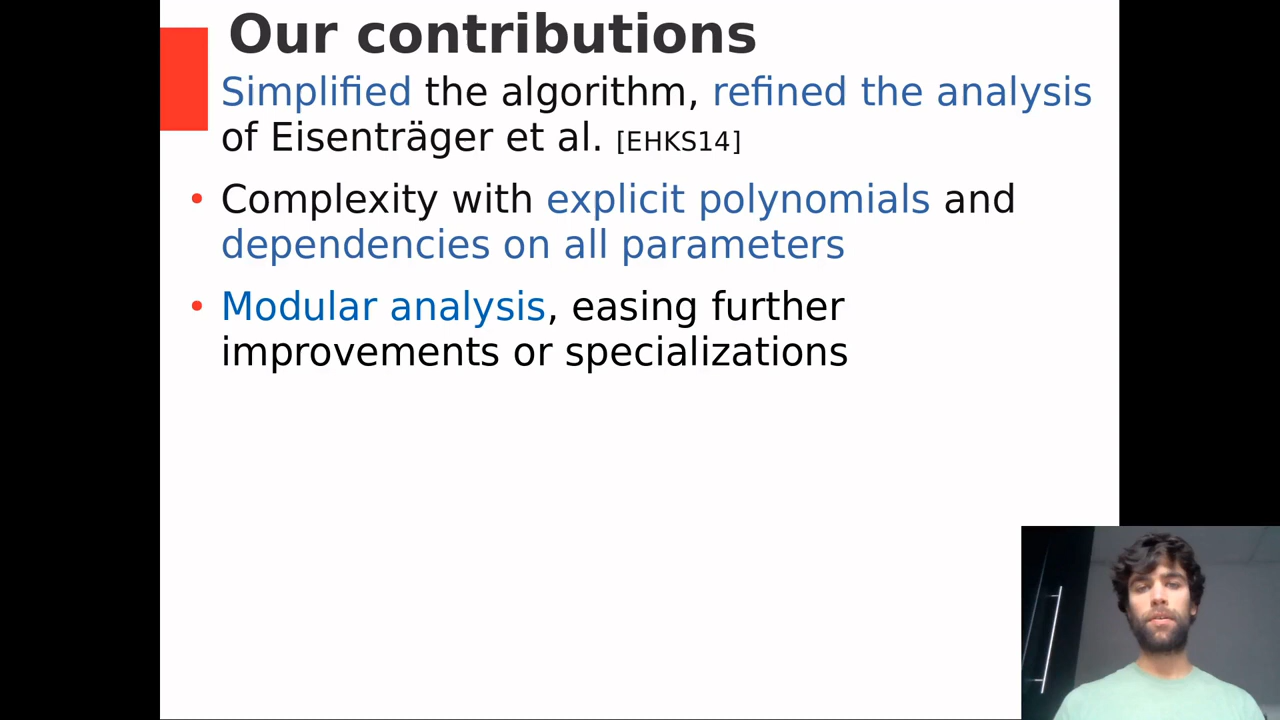 Our contributions
Simplified the algorithm, refined the analysis
of Eisenträger et al. [EHKS14]
• Complexity with explicit polynomials and
dependencies on all parameters
• Modular analysis, easing further
improvements or specializations